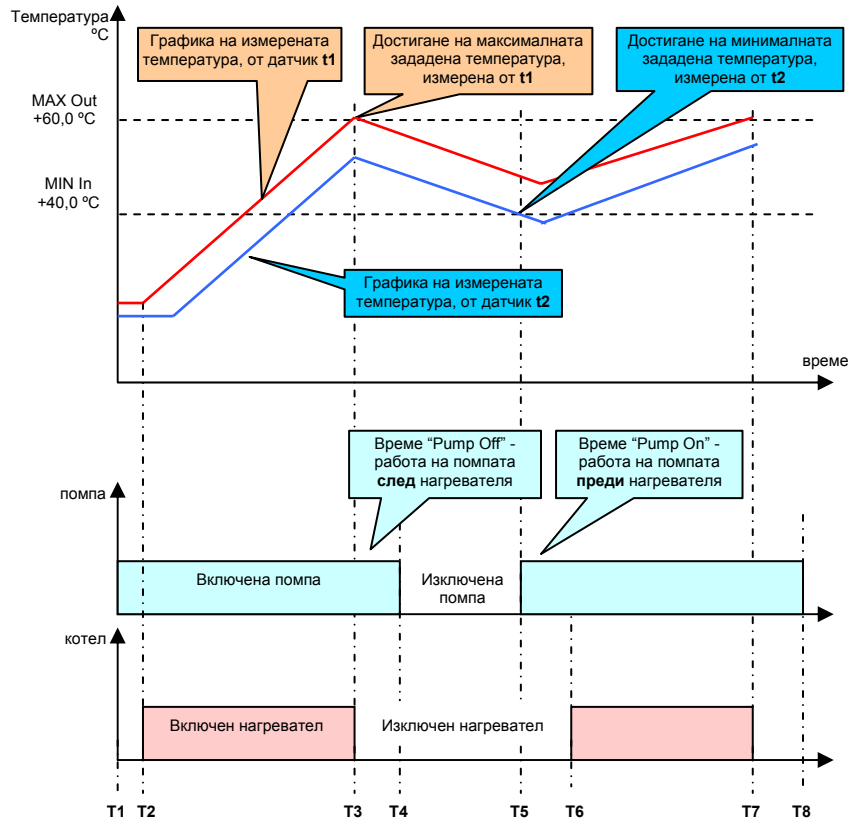 Температура
ºC
Графика на измерената
температура, от датчик t1
Достигане на максималната
зададена температура,
измерена от t1
Достигане на минималната
зададена температура,
измерена от t2
MAX Out
+60,0 ºC
MIN In
+40,0 ºC
Графика на измерената
температура, от датчик t2
време
Време “Pump Off” -
работа на помпата
след нагревателя
Време “Pump On” -
работа на помпата
преди нагревателя
помпа
Включена помпа
Изключена
помпа
котел
Включен нагревател
Изключен нагревател
T1 T2 T3 T4 T5 T6 T7 T8